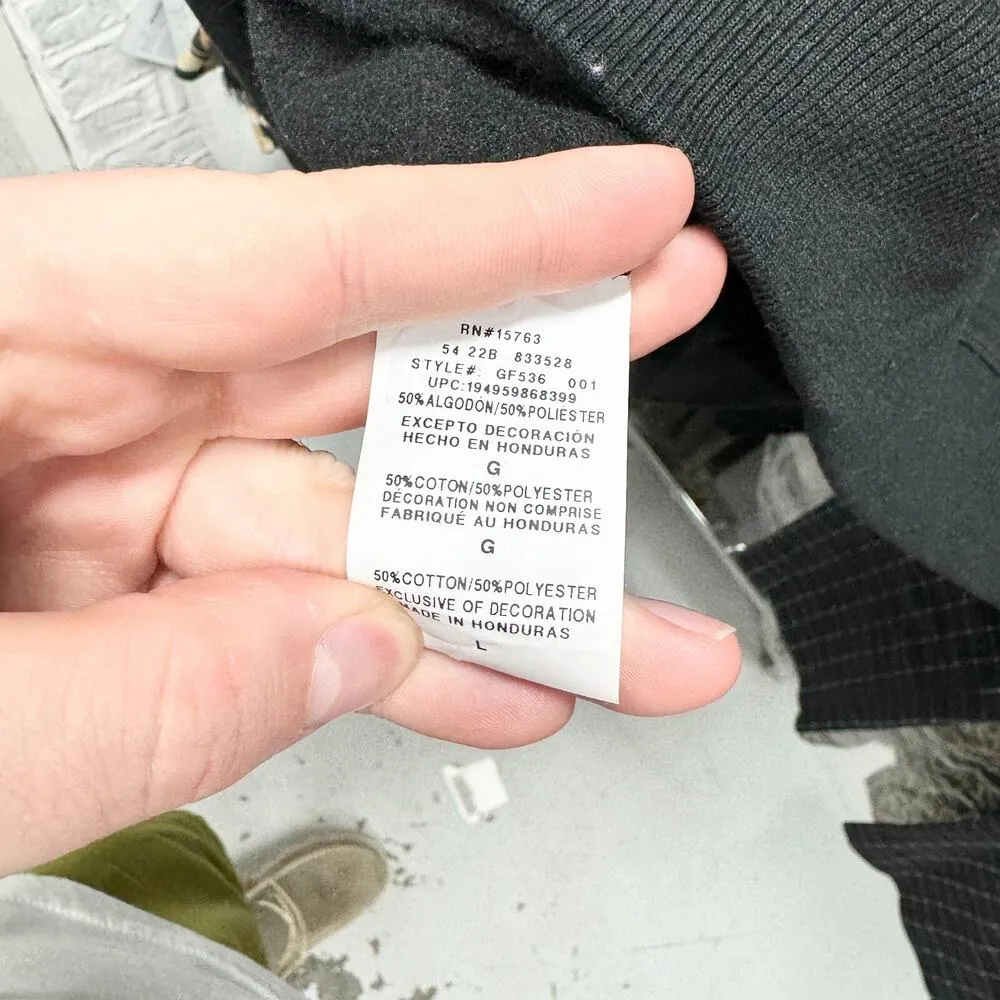 RN#15763
54 22B 833528
STYLE#: GF536 001
UPC:194959868399
50%ALGODÓN/50%POLIÉSTER
EXCEPTO DECORACIÓN
HECHO EN HONDURAS
G
50%COTON/50%POLYESTER
DÉCORATION NON COMPRISE
FABRIQUÉ AU HONDURAS
G
50%COTTON/50%POLYESTER
EXCLUSIVE OF DECORATION
MADE IN HONDURAS
L